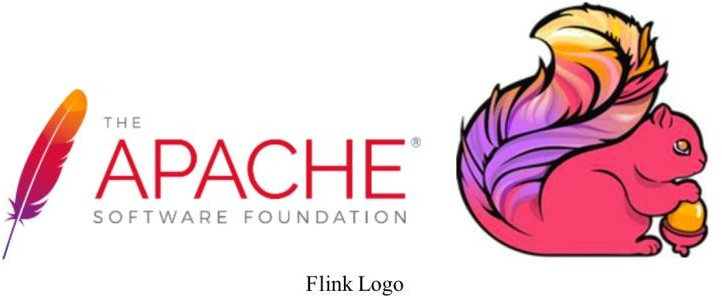 THE
APACHE®
SOFTWARE FOUNDATION
Flink Logo